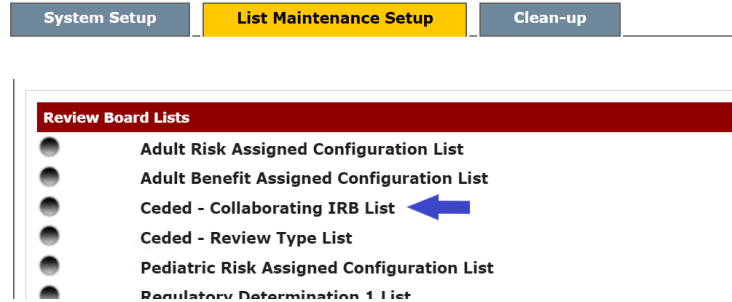 System Setup
List Maintenance Setup
Clean-up
Review Board Lists
Adult Risk Assigned Configuration List
Adult Benefit Assigned Configuration List
Ceded - Collaborating IRB List
Ceded - Review Type List
Pediatric Risk Assigned Configuration List
Regulatory Determination 1 List